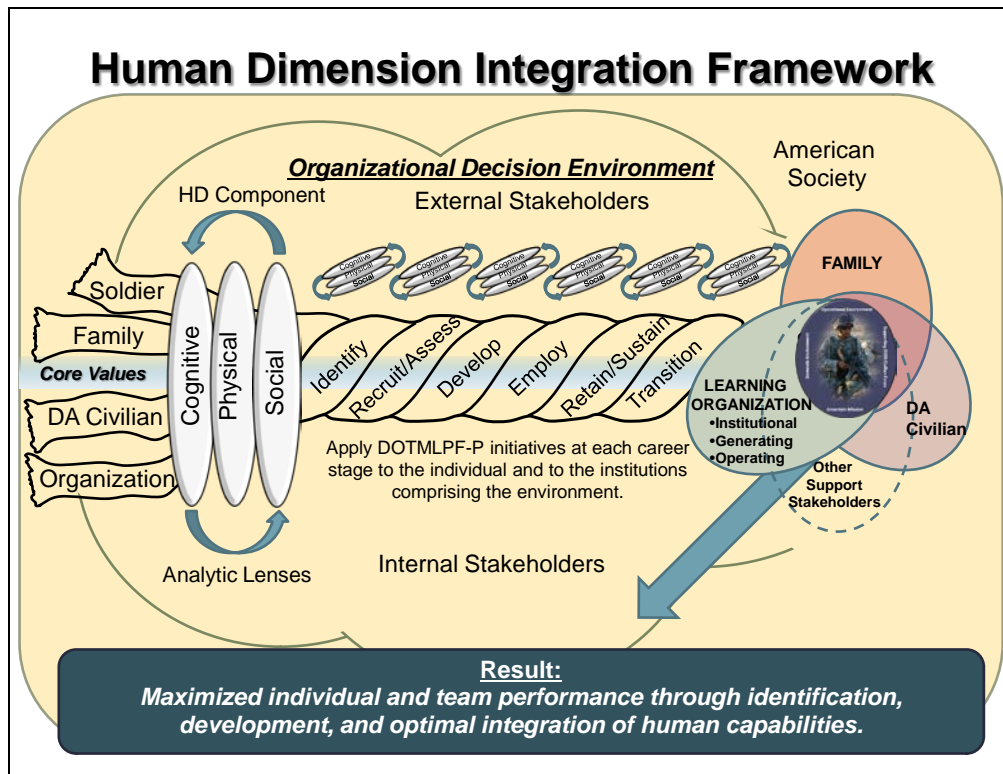 Human Dimension Integration Framework
Organizational Decision Environment
External Stakeholders
American
Society
HD Component
Soldier
Family
Core Values
DA Civilian
Organization
Cognitive
Physical
Social
Analytic Lenses
Cognitive
Physical
Social
Cognitive
Physical
Social
Cognitive
Physical
Social
Cognitive
Physical
Social
Cognitive
Physical
Social
Cognitive
Physical
Social
Identify
Recruit/Assess
Develop
Employ
Retain/Sustain
Transition
Apply DOTMLPF-P initiatives at each career
stage to the individual and to the institutions
comprising the environment.
Internal Stakeholders
FAMILY
LEARNING
ORGANIZATION
•Institutional
•Generating
•Operating
DA
Civilian
Other
Support
Stakeholders
Result:
Maximized individual and team performance through identification,
development, and optimal integration of human capabilities.